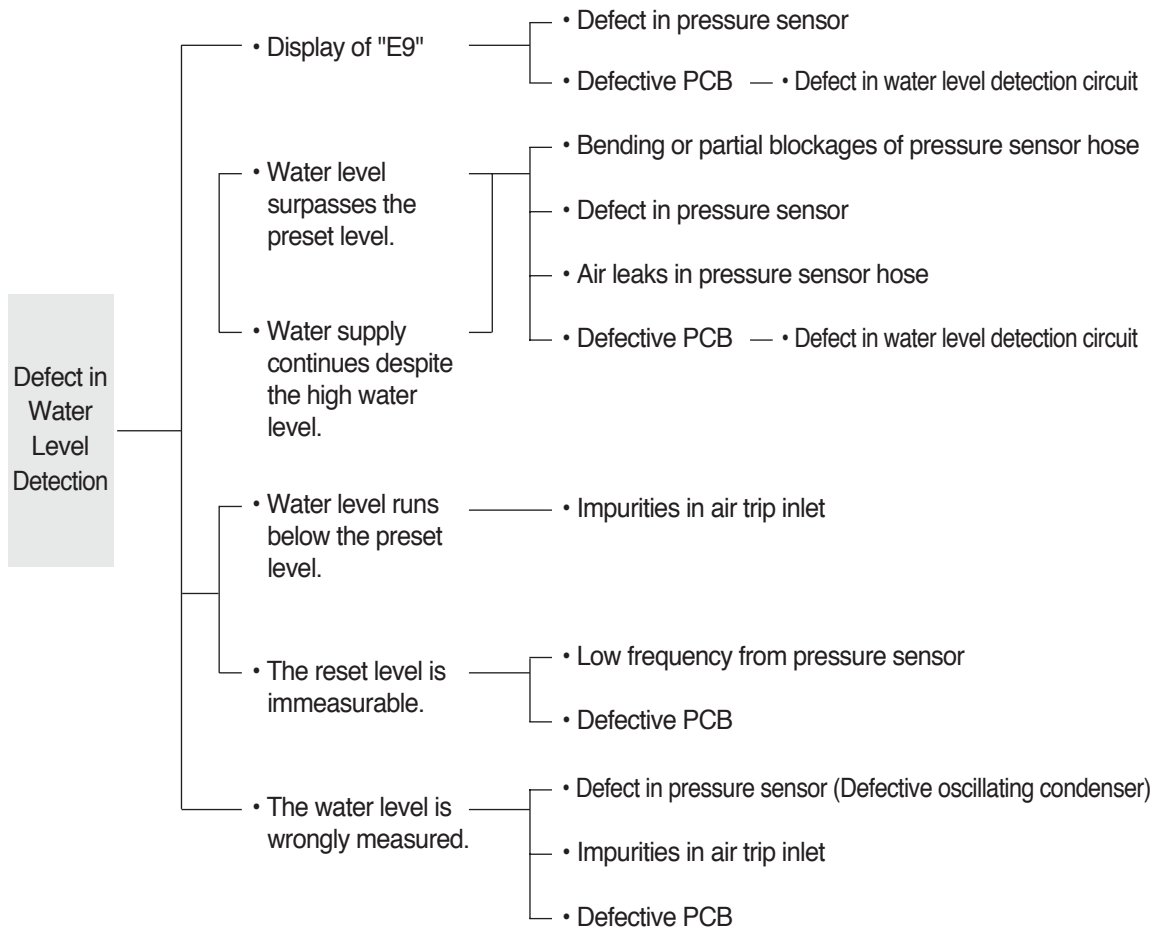 Defect in
Water
Level
Detection
• Display of "E9"
• Defect in pressure sensor
• Defective PCB — • Defect in water level detection circuit
• Water level
surpasses the
preset level.
• Water supply
continues despite
the high water
level.
• Bending or partial blockages of pressure sensor hose
• Defect in pressure sensor
• Air leaks in pressure sensor hose
• Defective PCB — • Defect in water level detection circuit
• Water level runs
below the preset
level.
• Impurities in air trip inlet
• The reset level is
immeasurable.
• Low frequency from pressure sensor
• Defective PCB
• The water level is
wrongly measured.
• Defect in pressure sensor (Defective oscillating condenser)
• Impurities in air trip inlet
• Defective PCB